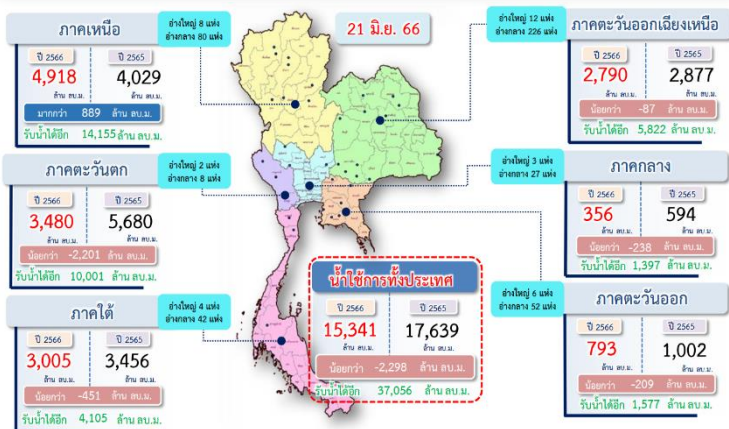 21 มิ.ย. 66
ภาคเหนือ
อ่างใหญ่ 8 แห่ง
อ่างกลาง 80 แห่ง
ปี 2566
ปี 2565
4,918
4,029
ล้าน ลบ.ม.
ล้าน ลบ.ม.
มากกว่า 889 ล้าน ลบ.ม.
รับน้ำได้อีก 14,155 ล้าน ลบ.ม.
ภาคตะวันตก
อ่างใหญ่ 2 แห่ง
อ่างกลาง 8 แห่ง
ปี 2566
ปี 2565
3,480
5,680
ล้าน ลบ.ม.
ล้าน ลบ.ม.
น้อยกว่า -2,201 ล้าน ลบ.ม.
รับน้ำได้อีก 10,001 ล้าน ลบ.ม.
ภาคใต้
อ่างใหญ่ 4 แห่ง
อ่างกลาง 42 แห่ง
ปี 2566
ปี 2565
3,005
3,456
ล้าน ลบ.ม.
ล้าน ลบ.ม.
น้อยกว่า -451 ล้าน ลบ.ม.
รับน้ำได้อีก 4,105 ล้าน ลบ.ม.
น้ำใช้การทั้งประเทศ
ปี 2566
ปี 2565
15,341
17,639
ล้าน ลบ.ม.
ล้าน ลบ.ม.
น้อยกว่า -2,298 ล้าน ลบ.ม.
รับน้ำได้อีก 37,056 ล้าน ลบ.ม.
อ่างใหญ่ 12 แห่ง
อ่างกลาง 226 แห่ง
ภาคตะวันออกเฉียงเหนือ
ปี 2566
ปี 2565
2,790
2,877
ล้าน ลบ.ม.
ล้าน ลบ.ม.
น้อยกว่า -87 ล้าน ลบ.ม.
รับน้ำได้อีก 5,822 ล้าน ลบ.ม.
อ่างใหญ่ 3 แห่ง
อ่างกลาง 27 แห่ง
ภาคกลาง
ปี 2566
ปี 2565
356
594
ล้าน ลบ.ม.
ล้าน ลบ.ม.
น้อยกว่า -238 ล้าน ลบ.ม.
รับน้ำได้อีก 1,397 ล้าน ลบ.ม.
อ่างใหญ่ 6 แห่ง
อ่างกลาง 52 แห่ง
ภาคตะวันออก
ปี 2566
ปี 2565
793
1,002
ล้าน ลบ.ม.
ล้าน ลบ.ม.
น้อยกว่า -209 ล้าน ลบ.ม.
รับน้ำได้อีก 1,577 ล้าน ลบ.ม.